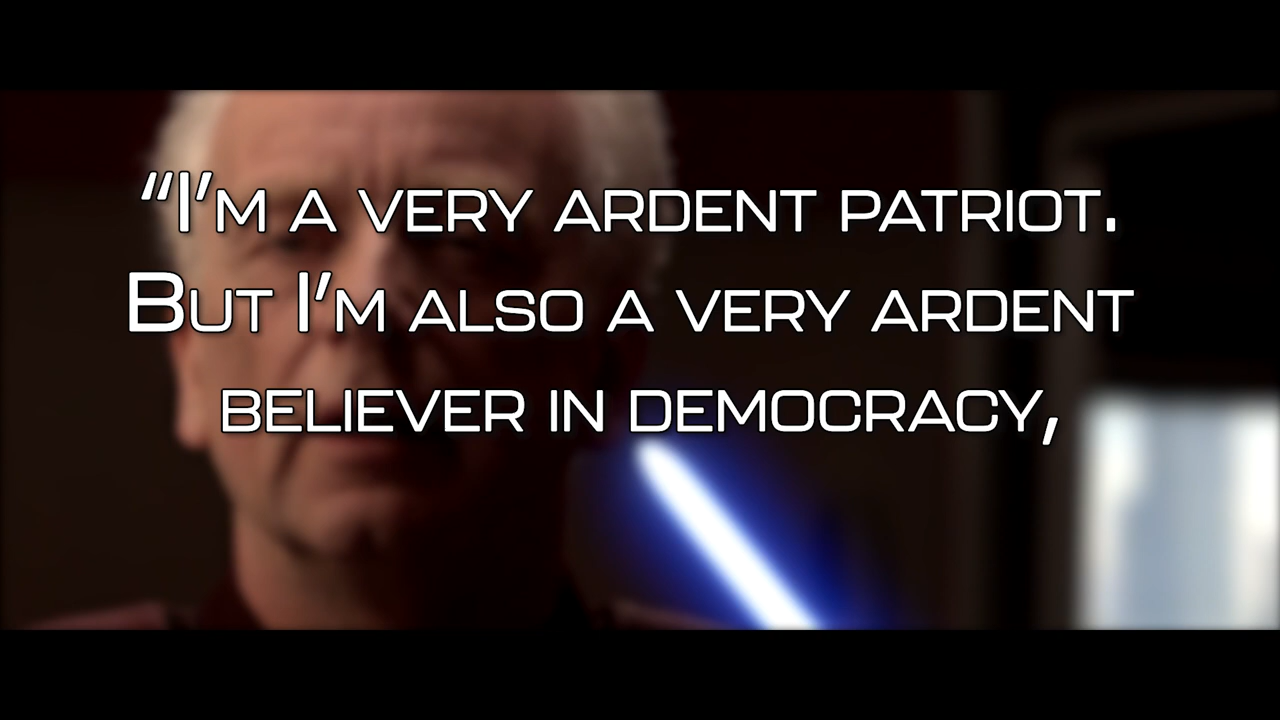 “I’m a very ardent patriot.
But I’m also a very ardent
believer in democracy,